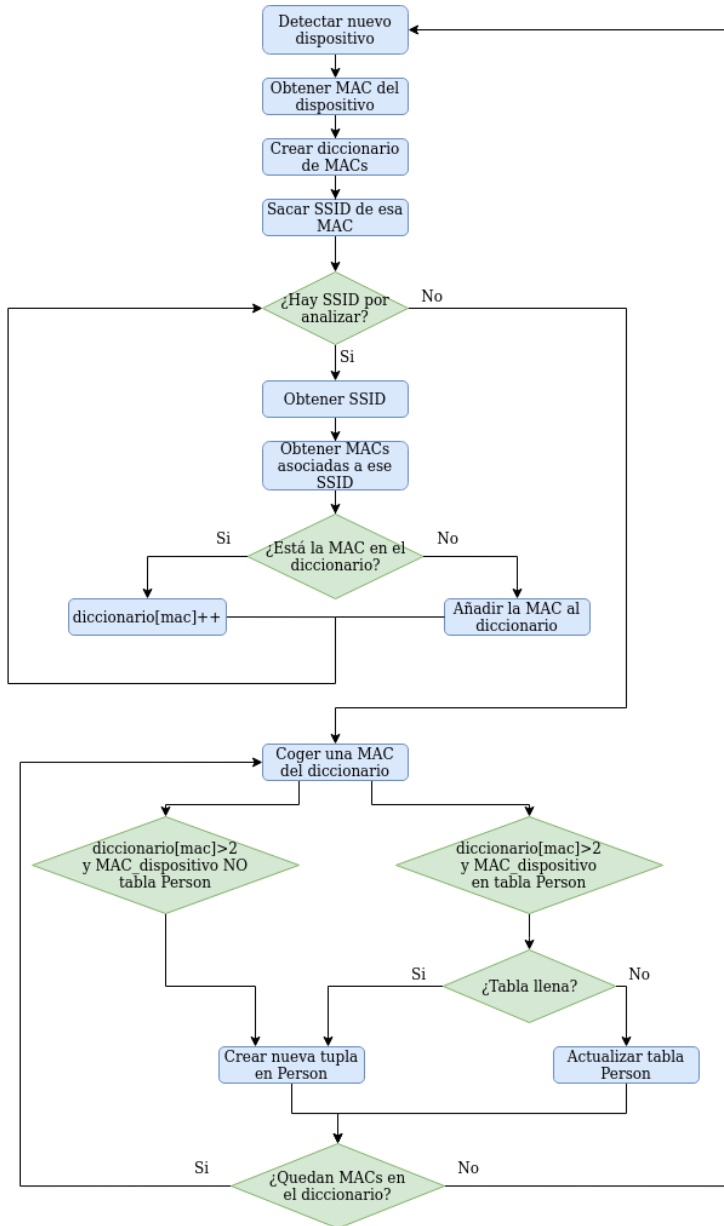 Detectar nuevo
dispositivo
Obtener MAC del
dispositivo
Crear diccionario
de MACs
Sacar SSID de esa
MAC
¿Hay SSID por
analizar?
No
Si
Obtener SSID
Obtener MACs
asociadas a ese
SSID
¿Está la MAC en el
diccionario?
Si
No
diccionario[mac]++
Añadir la MAC al
diccionario
Coger una MAC
del diccionario
diccionario[mac]>2
y MAC_dispositivo NO
tabla Person
diccionario[mac]>2
y MAC_dispositivo
en tabla Person
¿Tabla llena?
Si
No
Crear nueva tupla
en Person
Actualizar tabla
Person
¿Quedan MACs en
el diccionario?
Si
No